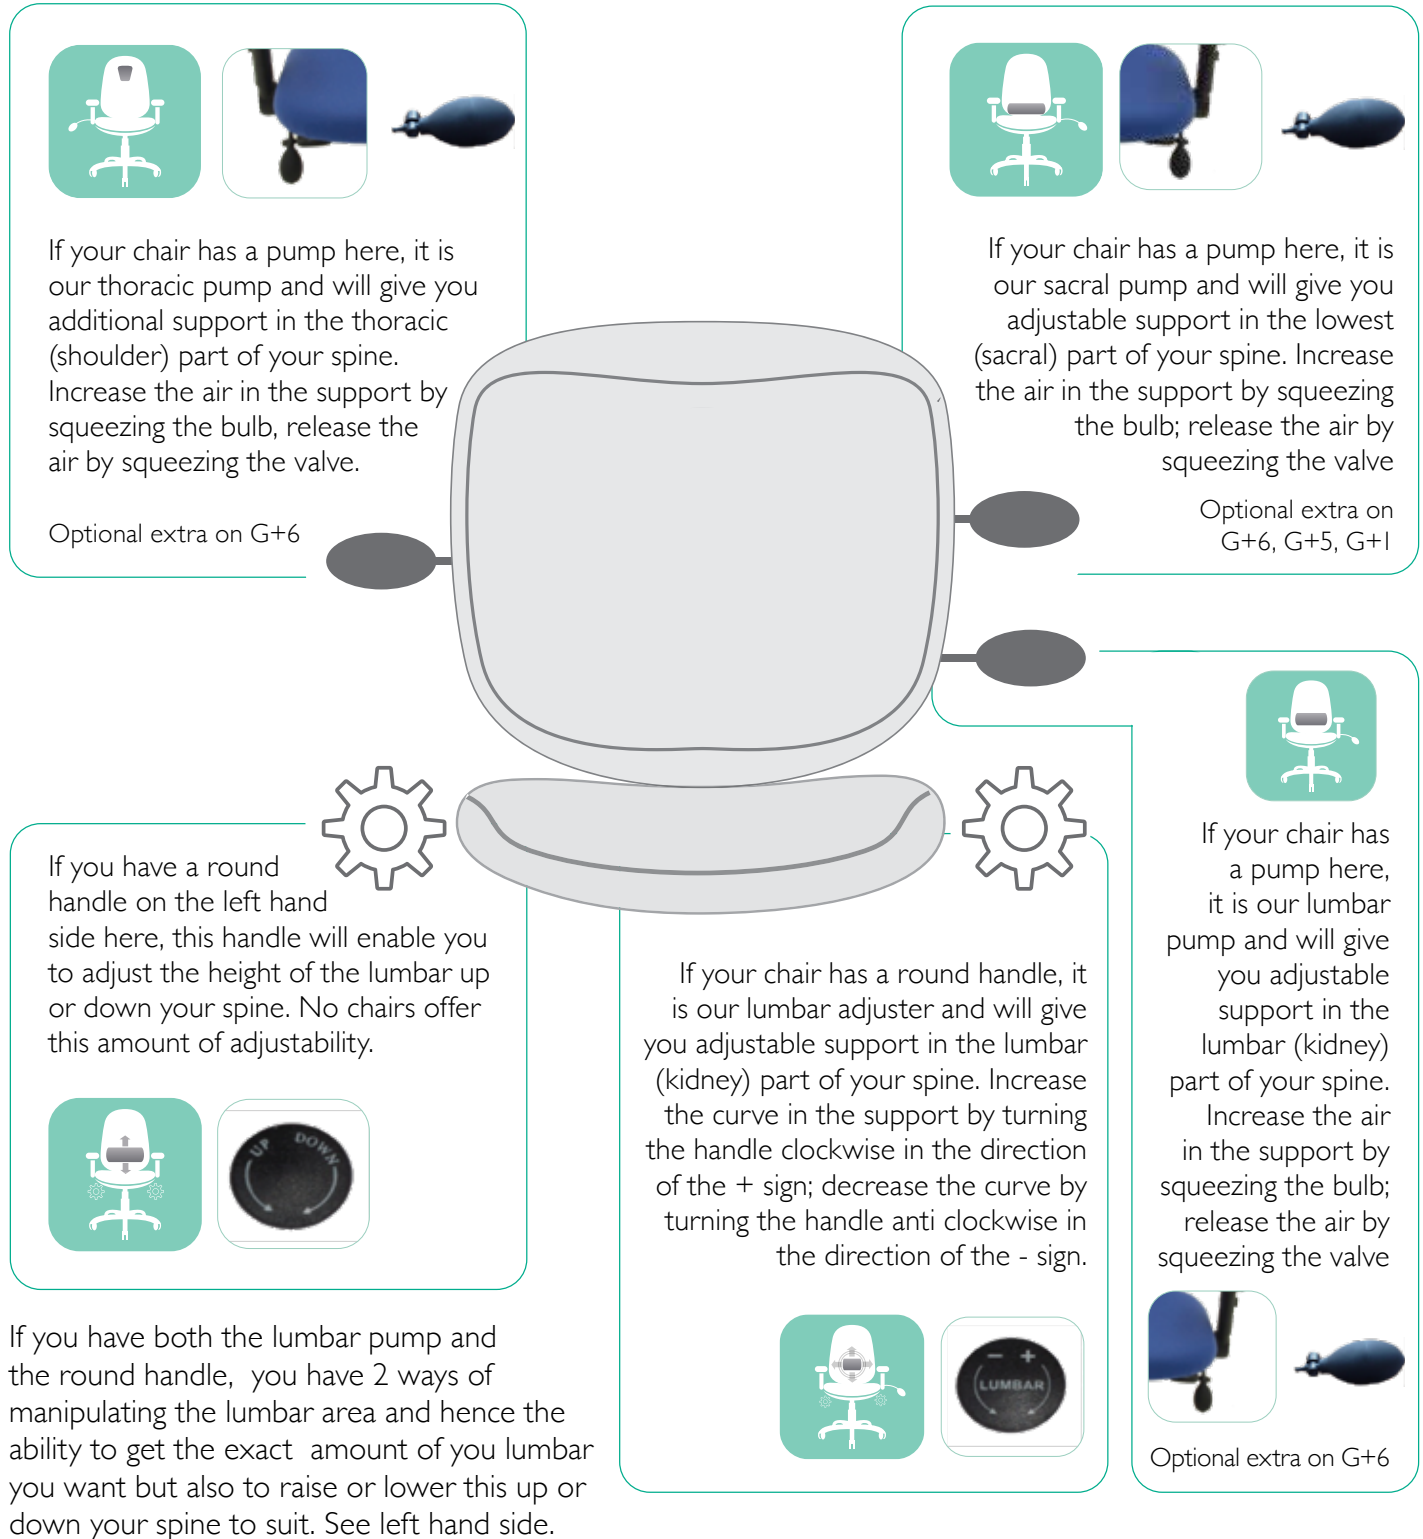 If your chair has a pump here, it is
our thoracic pump and will give you
additional support in the thoracic
(shoulder) part of your spine.
Increase the air in the support by
squeezing the bulb, release the
air by squeezing the valve.
Optional extra on G+6
If your chair has a pump here, it is
our sacral pump and will give you
adjustable support in the lowest
(sacral) part of your spine. Increase
the air in the support by squeezing
the bulb; release the air by
squeezing the valve
Optional extra on
G+6, G+5, G+1
If you have a round
handle on the left hand
side here, this handle will enable you
to adjust the height of the lumbar up
or down your spine. No chairs offer
this amount of adjustability.
UP DOWN
If your chair has a round handle, it
is our lumbar adjuster and will give
you adjustable support in the lumbar
(kidney) part of your spine. Increase
the curve in the support by turning
the handle clockwise in the direction
of the + sign; decrease the curve by
turning the handle anti clockwise in
the direction of the - sign.
- +
LUMBAR
If your chair has
a pump here,
it is our lumbar
pump and will give
you adjustable
support in the
lumbar (kidney)
part of your spine.
Increase the air
in the support by
squeezing the bulb;
release the air by
squeezing the valve
Optional extra on G+6
If you have both the lumbar pump and
the round handle,  you have 2 ways of
manipulating the lumbar area and hence the
ability to get the exact  amount of you lumbar
you want but also to raise or lower this up or
down your spine to suit. See left hand side.